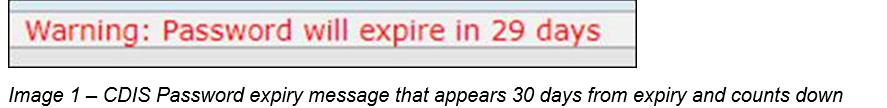 Warning: Password will expire in 29 days
Image 1 – CDIS Password expiry message that appears 30 days from expiry and counts down